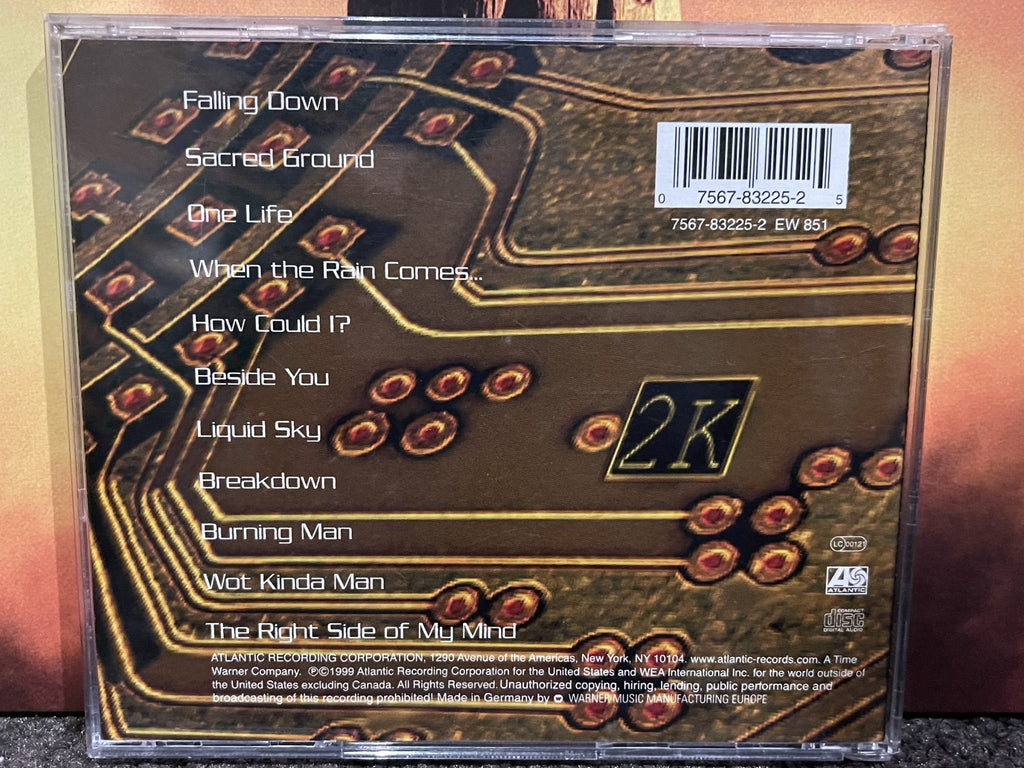 Falling Down
Sacred Ground
One Life
When the Rain Comes...
How Could I?
Beside You
Liquid Sky
Breakdown
Burning Man
Wot Kinda Man
The Right Side of My Mind
0 7567-83225-2 5
7567-83225-2 EW 851
2K
LC 00121
ATLANTIC
COMPACT
disc
DIGITAL AUDIO
ATLANTIC RECORDING CORPORATION, 1290 Avenue of the Americas, New York, NY 10104. www.atlantic-records.com. A Time
Warner Company. ℗©1999 Atlantic Recording Corporation for the United States and WEA International Inc. for the world outside of
the United States excluding Canada. All Rights Reserved. Unauthorized copying, hiring, lending, public performance and
broadcasting of this recording prohibited! Made in Germany by WARNER MUSIC MANUFACTURING EUROPE